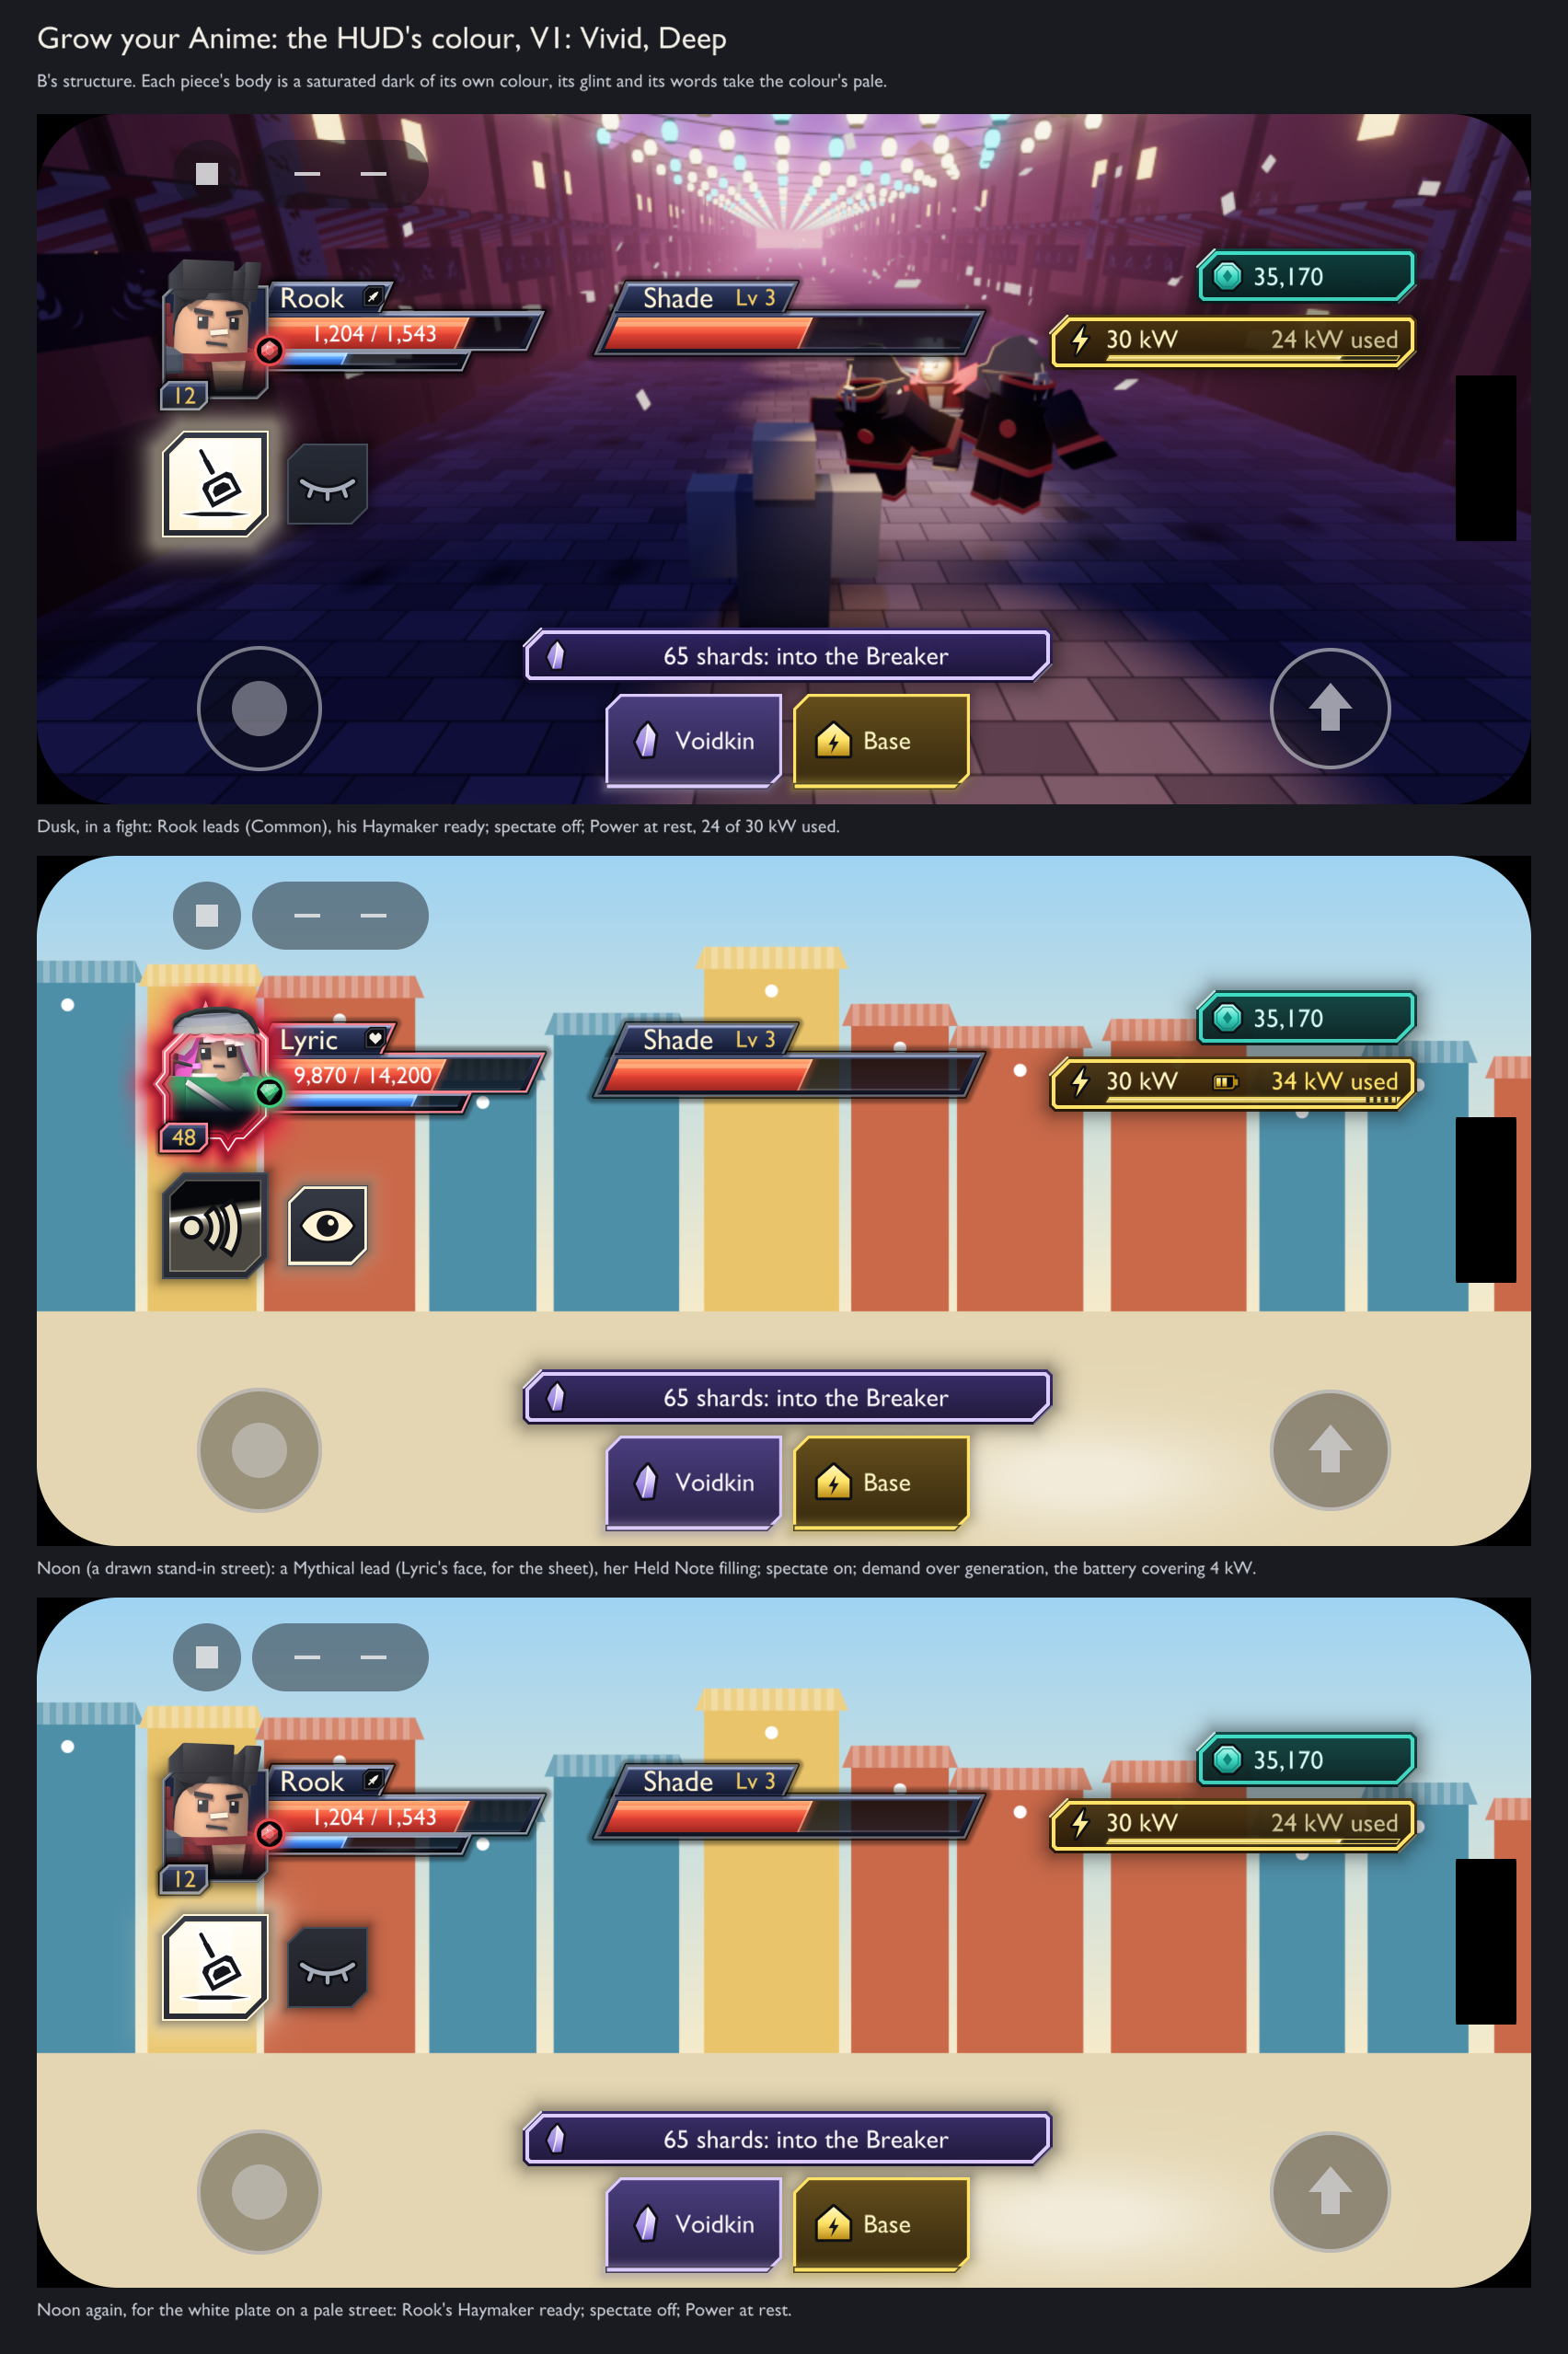 Grow your Anime: the HUD's colour, V1: Vivid, Deep
B's structure. Each piece's body is a saturated dark of its own colour, its glint and its words take the colour's pale.
35,170
Rook
Shade Lv 3
1,204 / 1,543
30 kW 24 kW used
12
65 shards: into the Breaker
Voidkin
Base
Dusk, in a fight: Rook leads (Common), his Haymaker ready; spectate off; Power at rest, 24 of 30 kW used.
35,170
Lyric
Shade Lv 3
9,870 / 14,200
30 kW 34 kW used
48
65 shards: into the Breaker
Voidkin
Base
Noon (a drawn stand-in street): a Mythical lead (Lyric's face, for the sheet), her Held Note filling; spectate on; demand over generation, the battery covering 4 kW.
35,170
Rook
Shade Lv 3
1,204 / 1,543
30 kW 24 kW used
12
65 shards: into the Breaker
Voidkin
Base
Noon again, for the white plate on a pale street: Rook's Haymaker ready; spectate off; Power at rest.